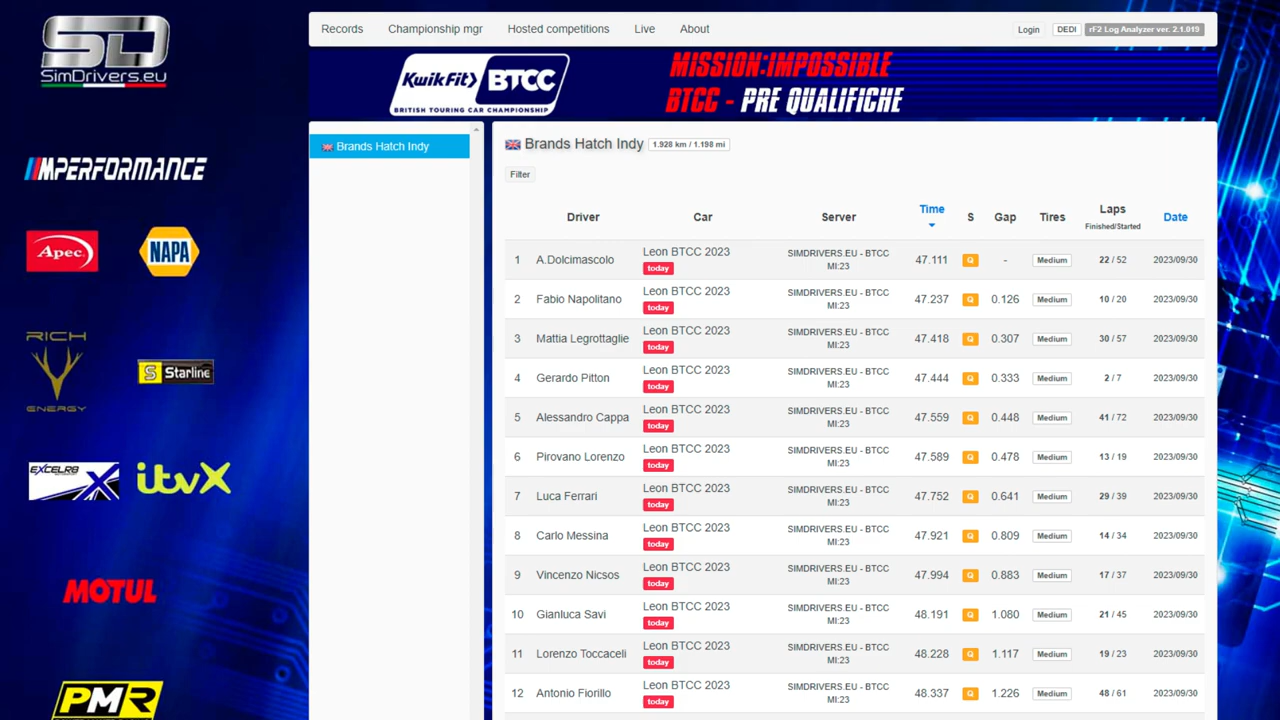 SD
SimDrivers.eu
Records Championship mgr Hosted competitions Live About Login DEDI rF2 Log Analyzer ver. 2.1.019
KwikFit BTCC
BRITISH TOURING CAR CHAMPIONSHIP
MISSION:IMPOSSIBLE
BTCC - PRE QUALIFICHE
MPERFORMANCE
Apec
NAPA
RICH
ENERGY
S Starline
EXCELR8
X
itvX
MOTUL
PMR
Brands Hatch Indy
Brands Hatch Indy 1.928 km / 1.198 mi
Filter
Driver Car Server Time S Gap Tires Laps Date
Finished/Started
1 A.Dolcimascolo Leon BTCC 2023 today SIMDRIVERS.EU - BTCC MI:23 47.111 Q - Medium 22 / 52 2023/09/30
2 Fabio Napolitano Leon BTCC 2023 today SIMDRIVERS.EU - BTCC MI:23 47.237 Q 0.126 Medium 10 / 20 2023/09/30
3 Mattia Legrottaglie Leon BTCC 2023 today SIMDRIVERS.EU - BTCC MI:23 47.418 Q 0.307 Medium 30 / 57 2023/09/30
4 Gerardo Pitton Leon BTCC 2023 today SIMDRIVERS.EU - BTCC MI:23 47.444 Q 0.333 Medium 2 / 7 2023/09/30
5 Alessandro Cappa Leon BTCC 2023 today SIMDRIVERS.EU - BTCC MI:23 47.559 Q 0.448 Medium 41 / 72 2023/09/30
6 Pirovano Lorenzo Leon BTCC 2023 today SIMDRIVERS.EU - BTCC MI:23 47.589 Q 0.478 Medium 13 / 19 2023/09/30
7 Luca Ferrari Leon BTCC 2023 today SIMDRIVERS.EU - BTCC MI:23 47.752 Q 0.641 Medium 29 / 39 2023/09/30
8 Carlo Messina Leon BTCC 2023 today SIMDRIVERS.EU - BTCC MI:23 47.921 Q 0.809 Medium 14 / 34 2023/09/30
9 Vincenzo Nicsos Leon BTCC 2023 today SIMDRIVERS.EU - BTCC MI:23 47.994 Q 0.883 Medium 17 / 37 2023/09/30
10 Gianluca Savi Leon BTCC 2023 today SIMDRIVERS.EU - BTCC MI:23 48.191 Q 1.080 Medium 21 / 45 2023/09/30
11 Lorenzo Toccaceli Leon BTCC 2023 today SIMDRIVERS.EU - BTCC MI:23 48.228 Q 1.117 Medium 19 / 23 2023/09/30
12 Antonio Fiorillo Leon BTCC 2023 today SIMDRIVERS.EU - BTCC MI:23 48.337 Q 1.226 Medium 48 / 61 2023/09/30